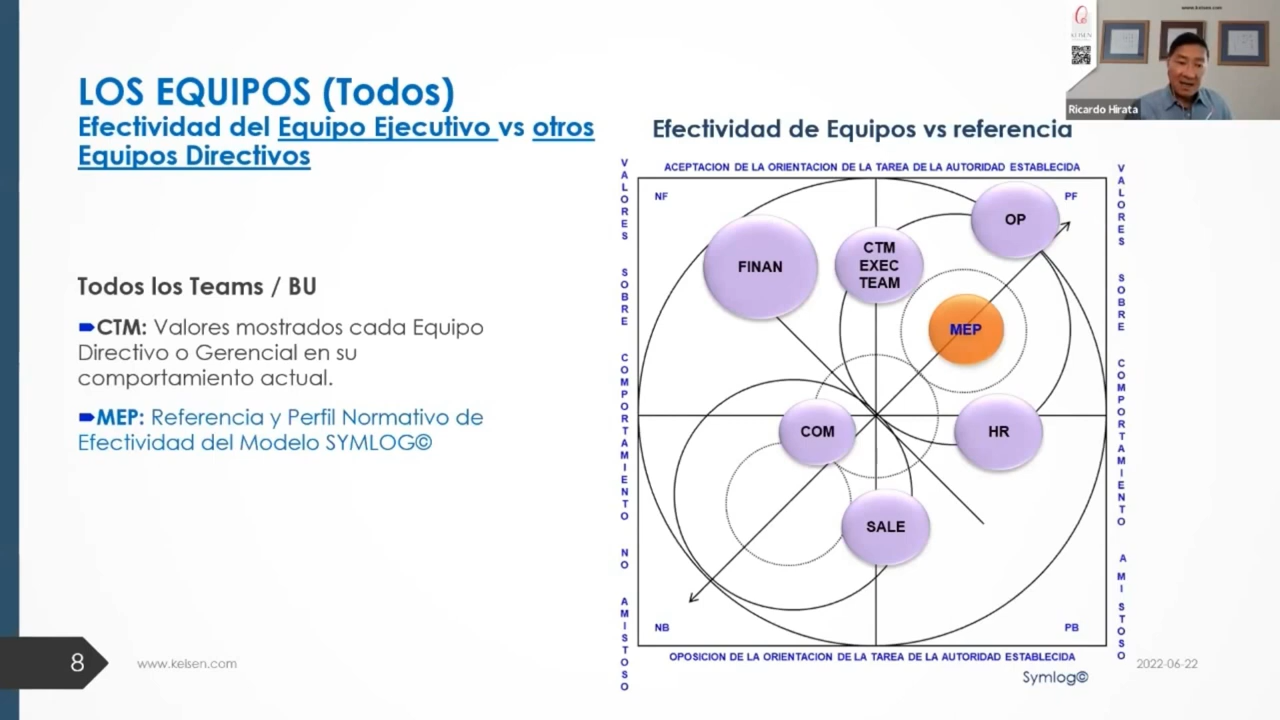 www.kelsen.com
KELSEN
Ricardo Hirata
LOS EQUIPOS (Todos)
Efectividad del Equipo Ejecutivo vs otros
Equipos Directivos
Todos los Teams / BU
CTM: Valores mostrados cada Equipo
Directivo o Gerencial en su
comportamiento actual.
MEP: Referencia y Perfil Normativo de
Efectividad del Modelo SYMLOG©
Efectividad de Equipos vs referencia
ACEPTACION DE LA ORIENTACION DE LA TAREA DE LA AUTORIDAD ESTABLECIDA
VALORES SOBRE COMPORTAMIENTO NO AMISTOSO
NF
PF
OP
FINAN
CTM
EXEC
TEAM
MEP
COM
HR
SALE
NB
PB
VALORES SOBRE COMPORTAMIENTO AMISTOSO
OPOSICION DE LA ORIENTACION DE LA TAREA DE LA AUTORIDAD ESTABLECIDA
Symlog©
8
www.kelsen.com
2022-06-22